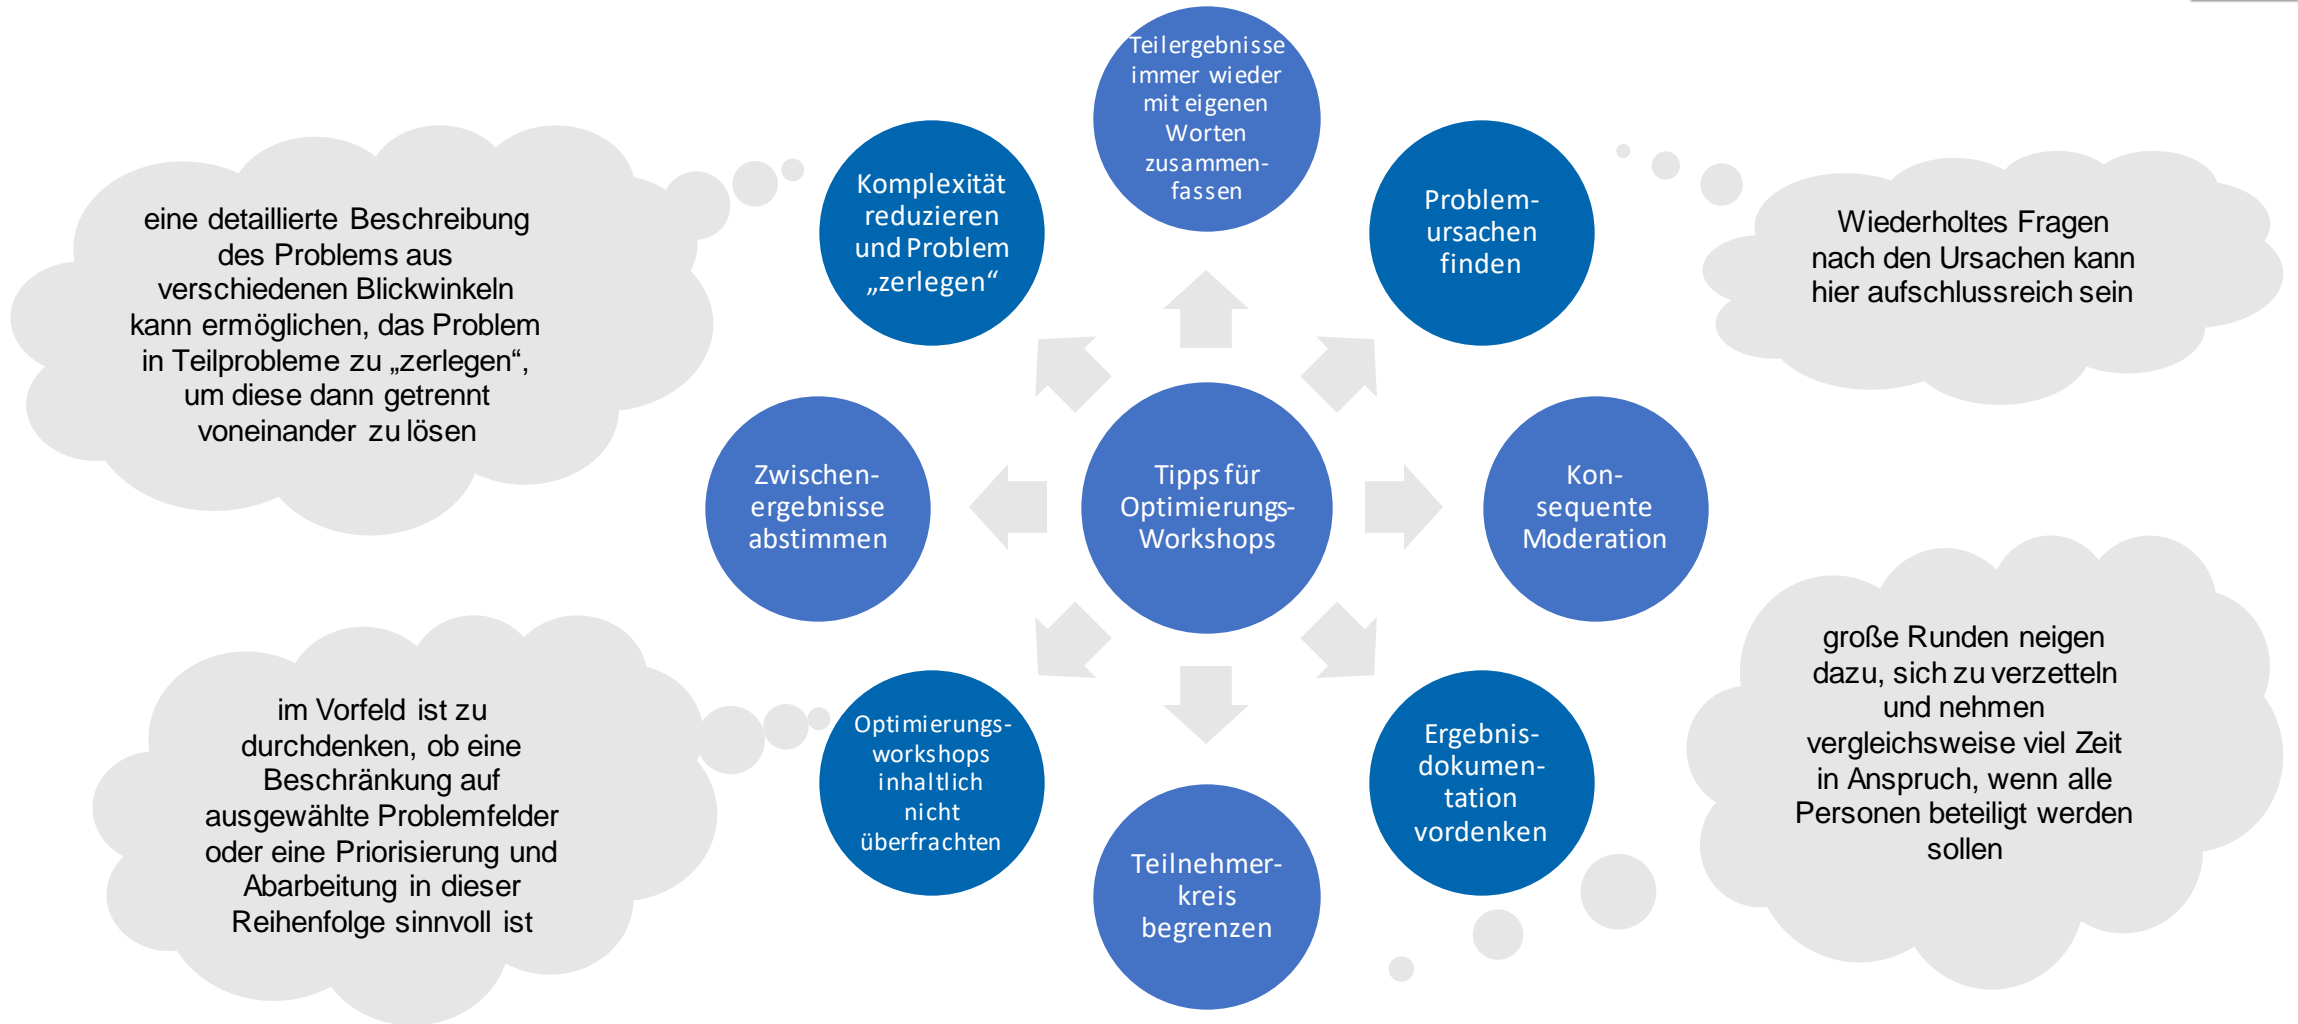 Teilergebnisse
immer wieder
mit eigenen
Worten
zusammen-
fassen
Komplexität
reduzieren
und Problem
„zerlegen“
Problem-
ursachen
finden
eine detaillierte Beschreibung
des Problems aus
verschiedenen Blickwinkeln
kann ermöglichen, das Problem
in Teilprobleme zu „zerlegen“,
um diese dann getrennt
voneinander zu lösen
Wiederholtes Fragen
nach den Ursachen kann
hier aufschlussreich sein
Zwischen-
ergebnisse
abstimmen
Tipps für
Optimierungs-
Workshops
Kon-
sequente
Moderation
im Vorfeld ist zu
durchdenken, ob eine
Beschränkung auf
ausgewählte Problemfelder
oder eine Priorisierung und
Abarbeitung in dieser
Reihenfolge sinnvoll ist
Optimierungs-
workshops
inhaltlich
nicht
überfrachten
Teilnehmer-
kreis
begrenzen
Ergebnis-
dokumen-
tation
vordenken
große Runden neigen
dazu, sich zu verzetteln
und nehmen
vergleichsweise viel Zeit
in Anspruch, wenn alle
Personen beteiligt werden
sollen